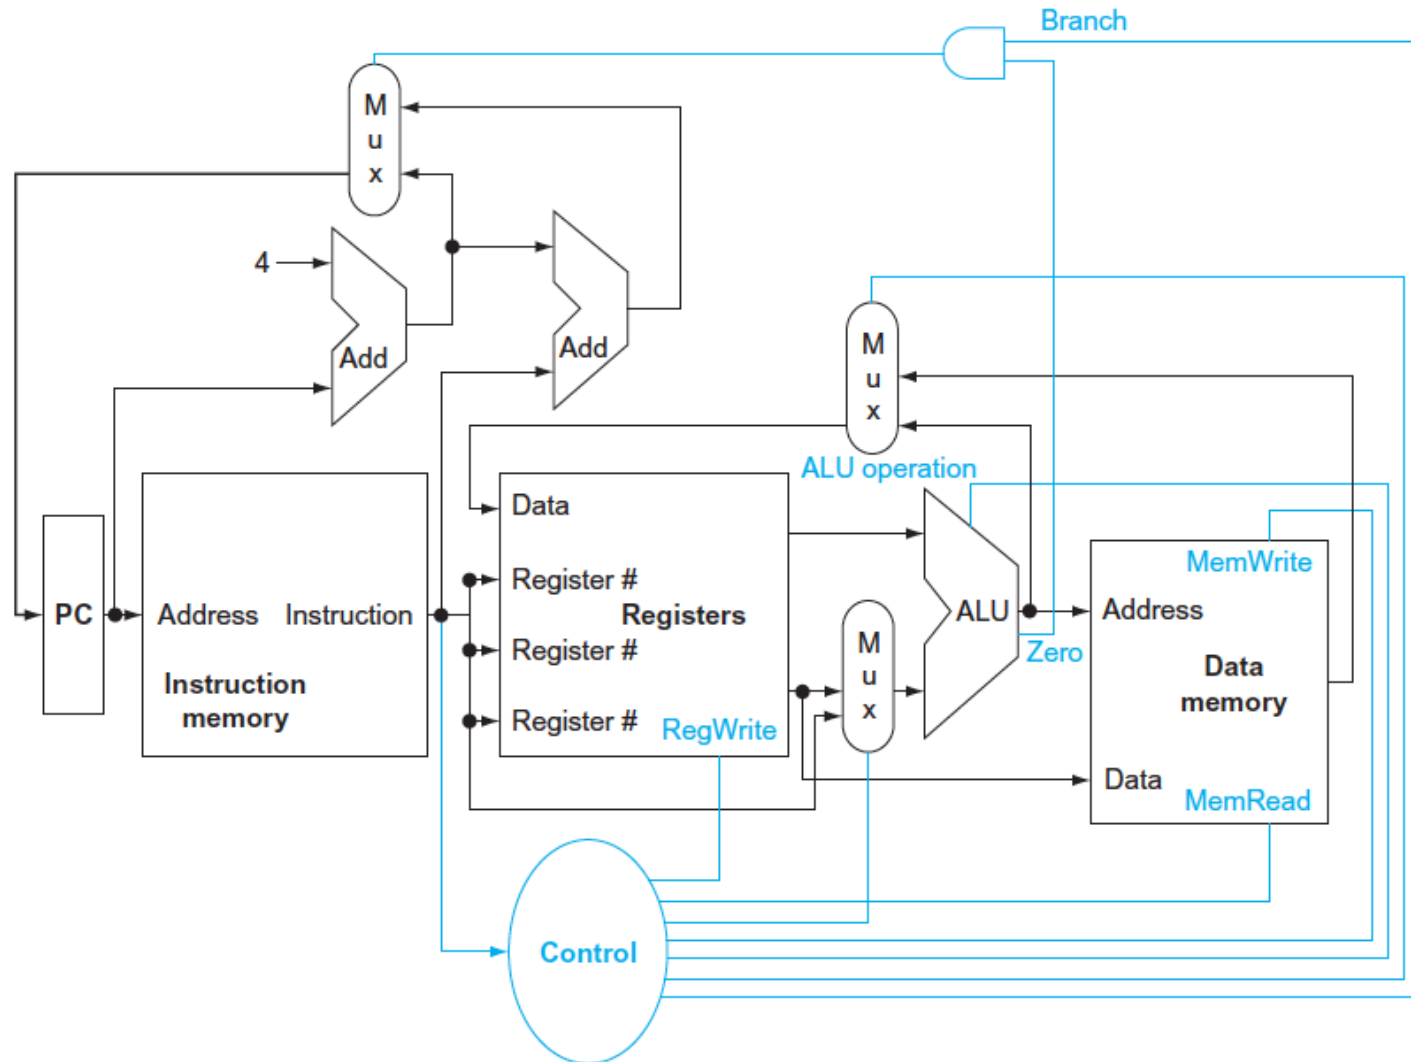 Branch
M
u
x
4
Add
Add
M
u
x
ALU operation
Data
MemWrite
Register #
PC
Address
Instruction
Registers
ALU
Address
M
u
x
Register #
Zero
Data
memory
Instruction
memory
Register #
RegWrite
Data
MemRead
Control